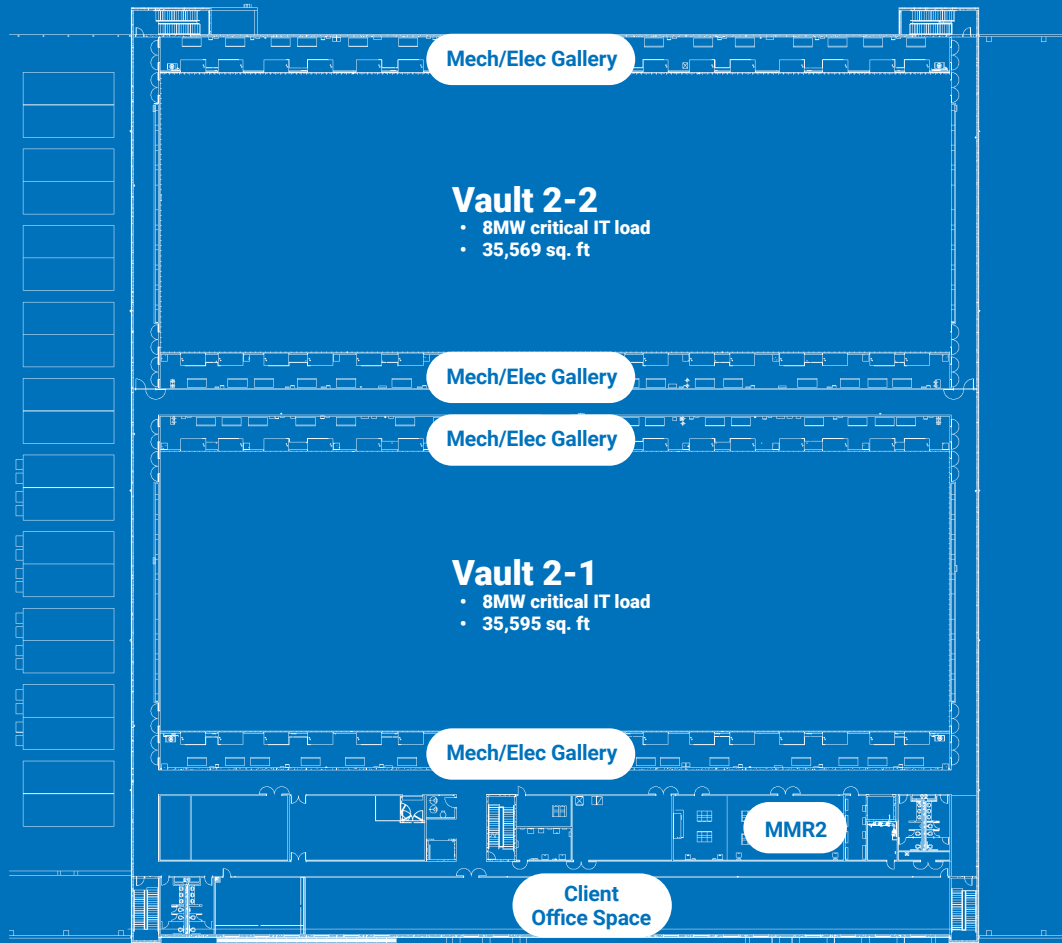 Mech/Elec Gallery
Vault 2-2
• 8MW critical IT load
• 35,569 sq. ft
Mech/Elec Gallery
Mech/Elec Gallery
Vault 2-1
• 8MW critical IT load
• 35,595 sq. ft
Mech/Elec Gallery
MMR2
Client
Office Space